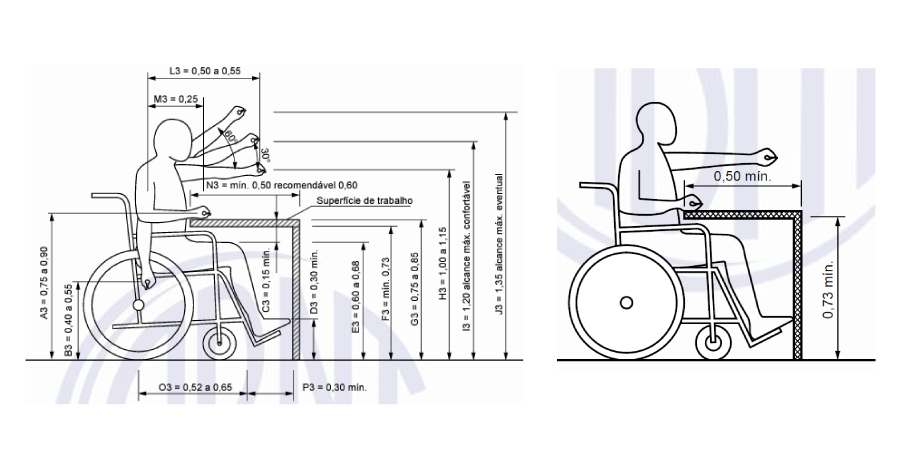 L3 = 0,50 a 0,55
M3 = 0,25
60°
30°
N3 = mín. 0,50 recomendável 0,60
Superfície de trabalho
A3 = 0,75 a 0,90
B3 = 0,40 a 0,55
C3 = 0,15 mín.
D3 = 0,30 mín.
E3 = 0,60 a 0,68
F3 = mín. 0,73
G3 = 0,75 a 0,85
H3 = 1,00 a 1,15
I3 = 1,20 alcance máx. confortável
J3 = 1,35 alcance máx. eventual
O3 = 0,52 a 0,65
P3 = 0,30 mín.
0,50 mín.
0,73 mín.